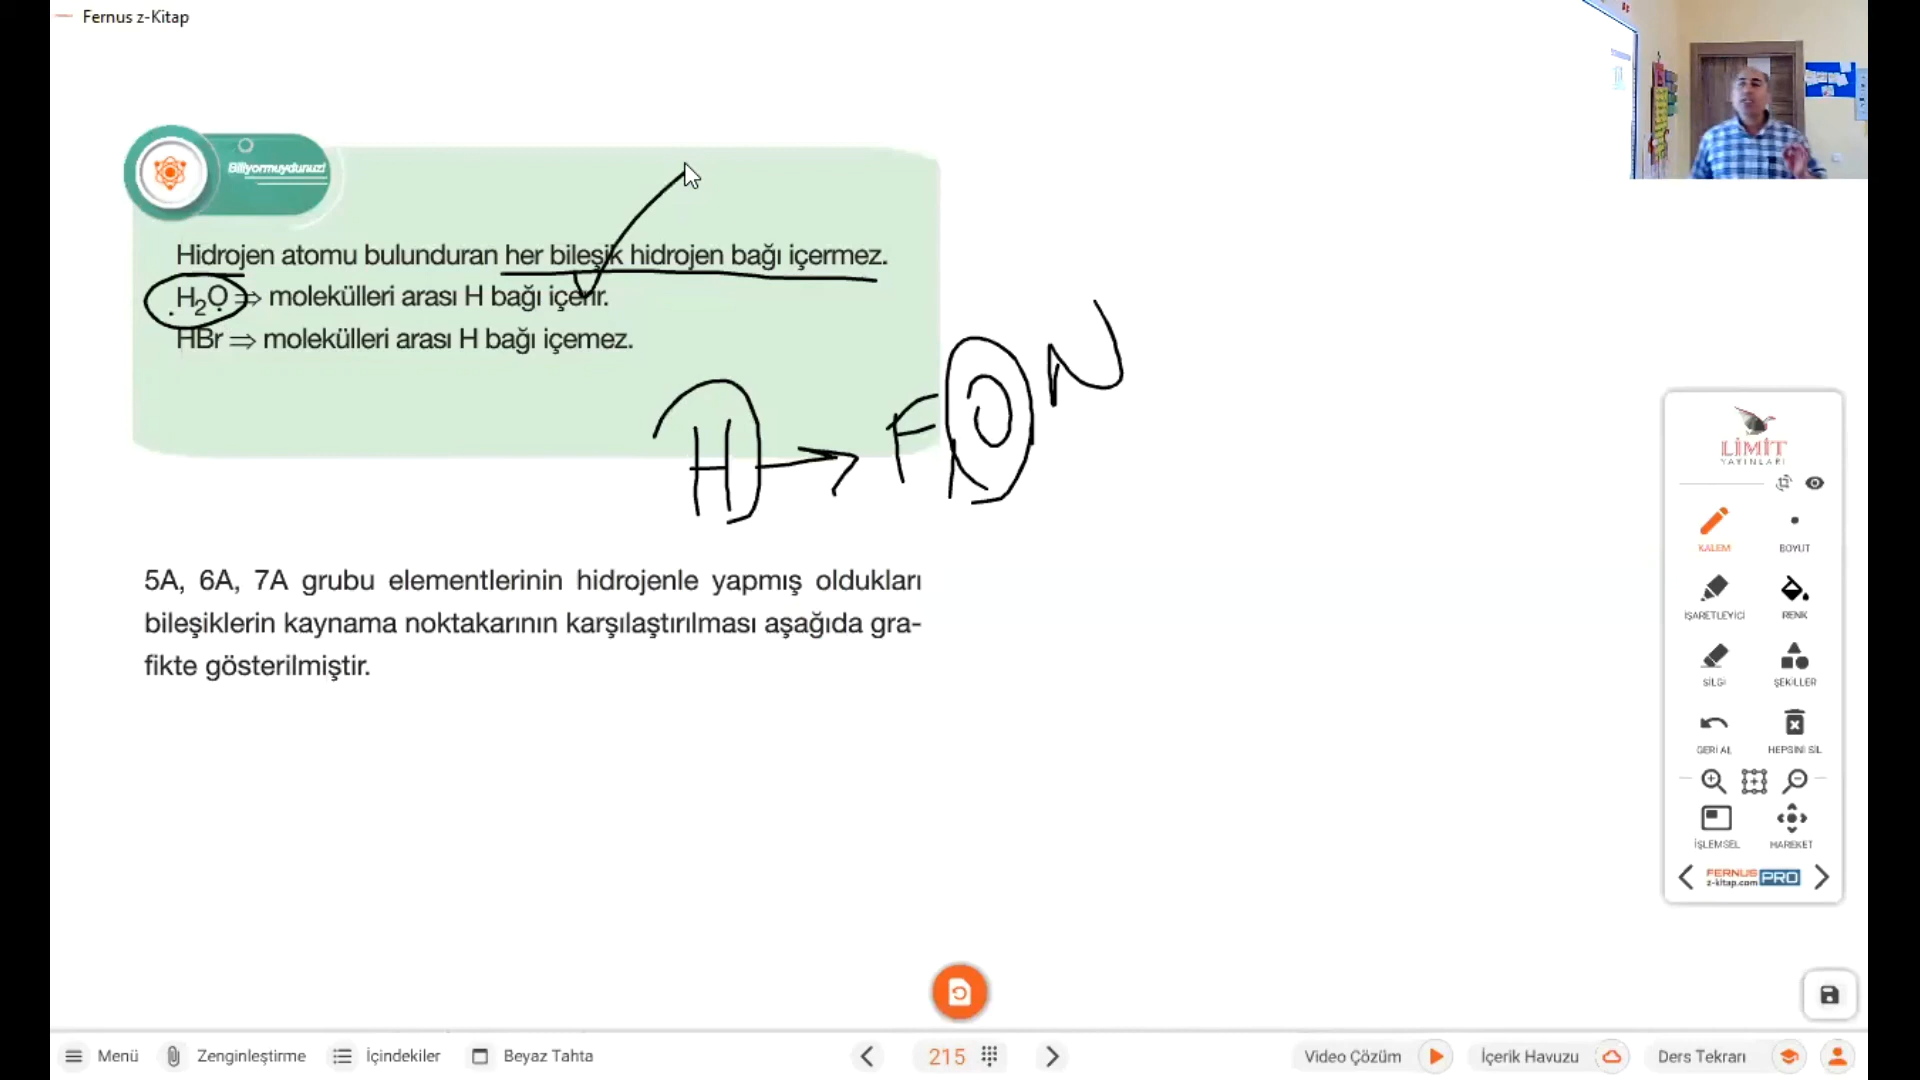 Fernus z-Kitap
Biliyormuydunuz!
Hidrojen atomu bulunduran her bileşik hidrojen bağı içermez.
H₂O ⇒ molekülleri arası H bağı içerir.
HBr ⇒ molekülleri arası H bağı içemez.
H → F O N
5A, 6A, 7A grubu elementlerinin hidrojenle yapmış oldukları
bileşiklerin kaynama noktakarının karşılaştırılması aşağıda gra-
fikte gösterilmiştir.
LİMİT
YAYINLARI
KALEM BOYUT
İŞARETLEYİCİ RENK
SİLGİ ŞEKİLLER
GERİ AL HEPSİNİ SİL
İŞLEMSEL HAREKET
FERNUS PRO
z-kitap.com
Menü Zenginleştirme İçindekiler Beyaz Tahta 215 Video Çözüm İçerik Havuzu Ders Tekrarı